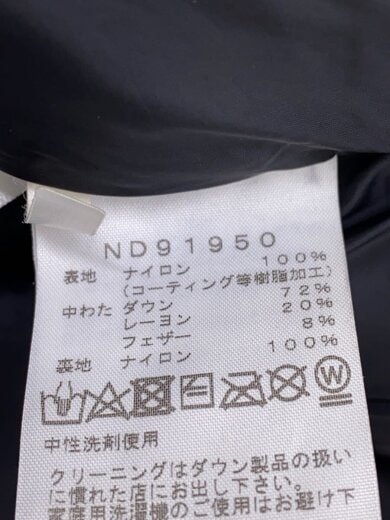 ND91950
表地 ナイロン 100%
(コーティング等樹脂加工)
中わた ダウン 72%
レーヨン 20%
フェザー 8%
裏地 ナイロン 100%
W
中性洗剤使用
クリーニングはダウン製品の扱い
に慣れた店にお出し下さい。
家庭用洗濯機のご使用はお避け下